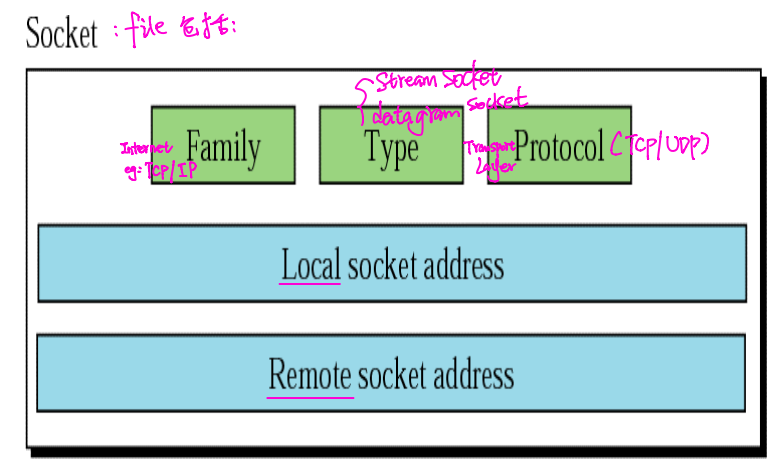 Socket : file 包括:
Stream Socket
datagram socket
Internet
eg: TCP/IP
Family
Type
Transport
Layer
Protocol (TCP/UDP)
Local socket address
Remote socket address